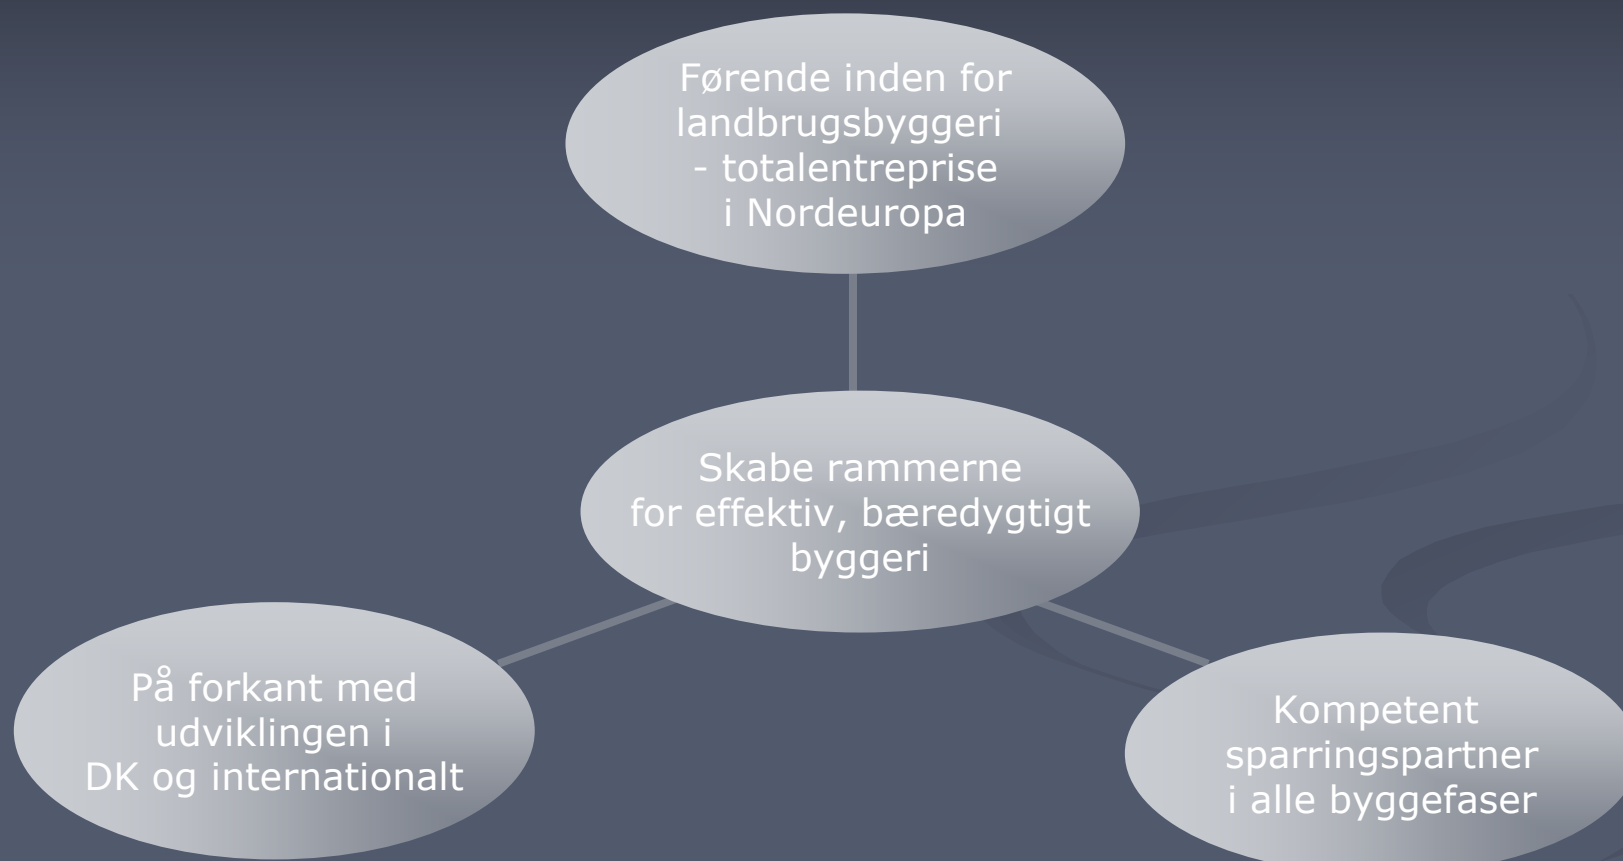 Førende inden for
landbrugsbyggeri
- totalentreprise
i Nordeuropa
Skabe rammerne
for effektiv, bæredygtigt
byggeri
På forkant med
udviklingen i
DK og internationalt
Kompetent
sparringspartner
i alle byggefaser